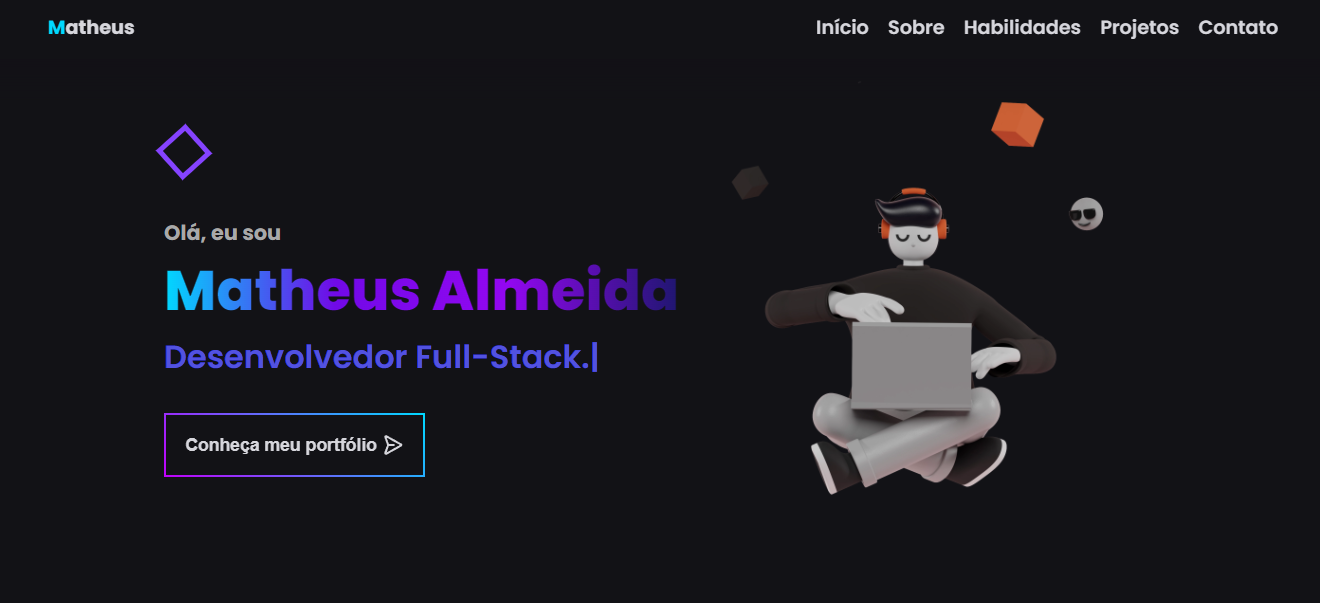 Matheus
Início Sobre Habilidades Projetos Contato
Olá, eu sou
Matheus Almeida
Desenvolvedor Full-Stack.|
Conheça meu portfólio